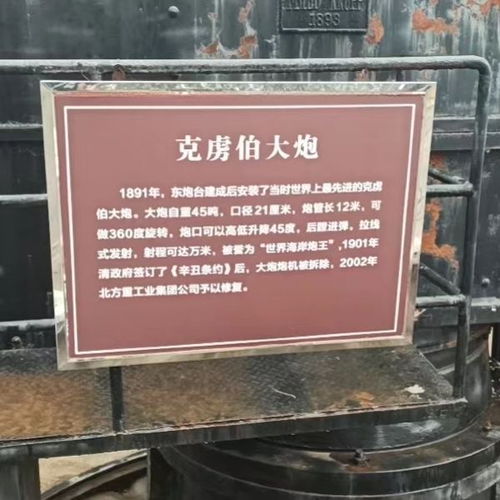 1893
克虏伯大炮
1891年，东炮台建成后安装了当时世界上最先进的克虏
伯大炮。大炮自重45吨，口径21厘米，炮管长12米，可
做360度旋转，炮口可以高低升降45度，后膛进弹，拉线
式发射，射程可达万米，被誉为“世界海岸炮王”,1901年
清政府签订了《辛丑条约》后，大炮炮机被拆除，2002年
北方重工业集团公司予以修复。